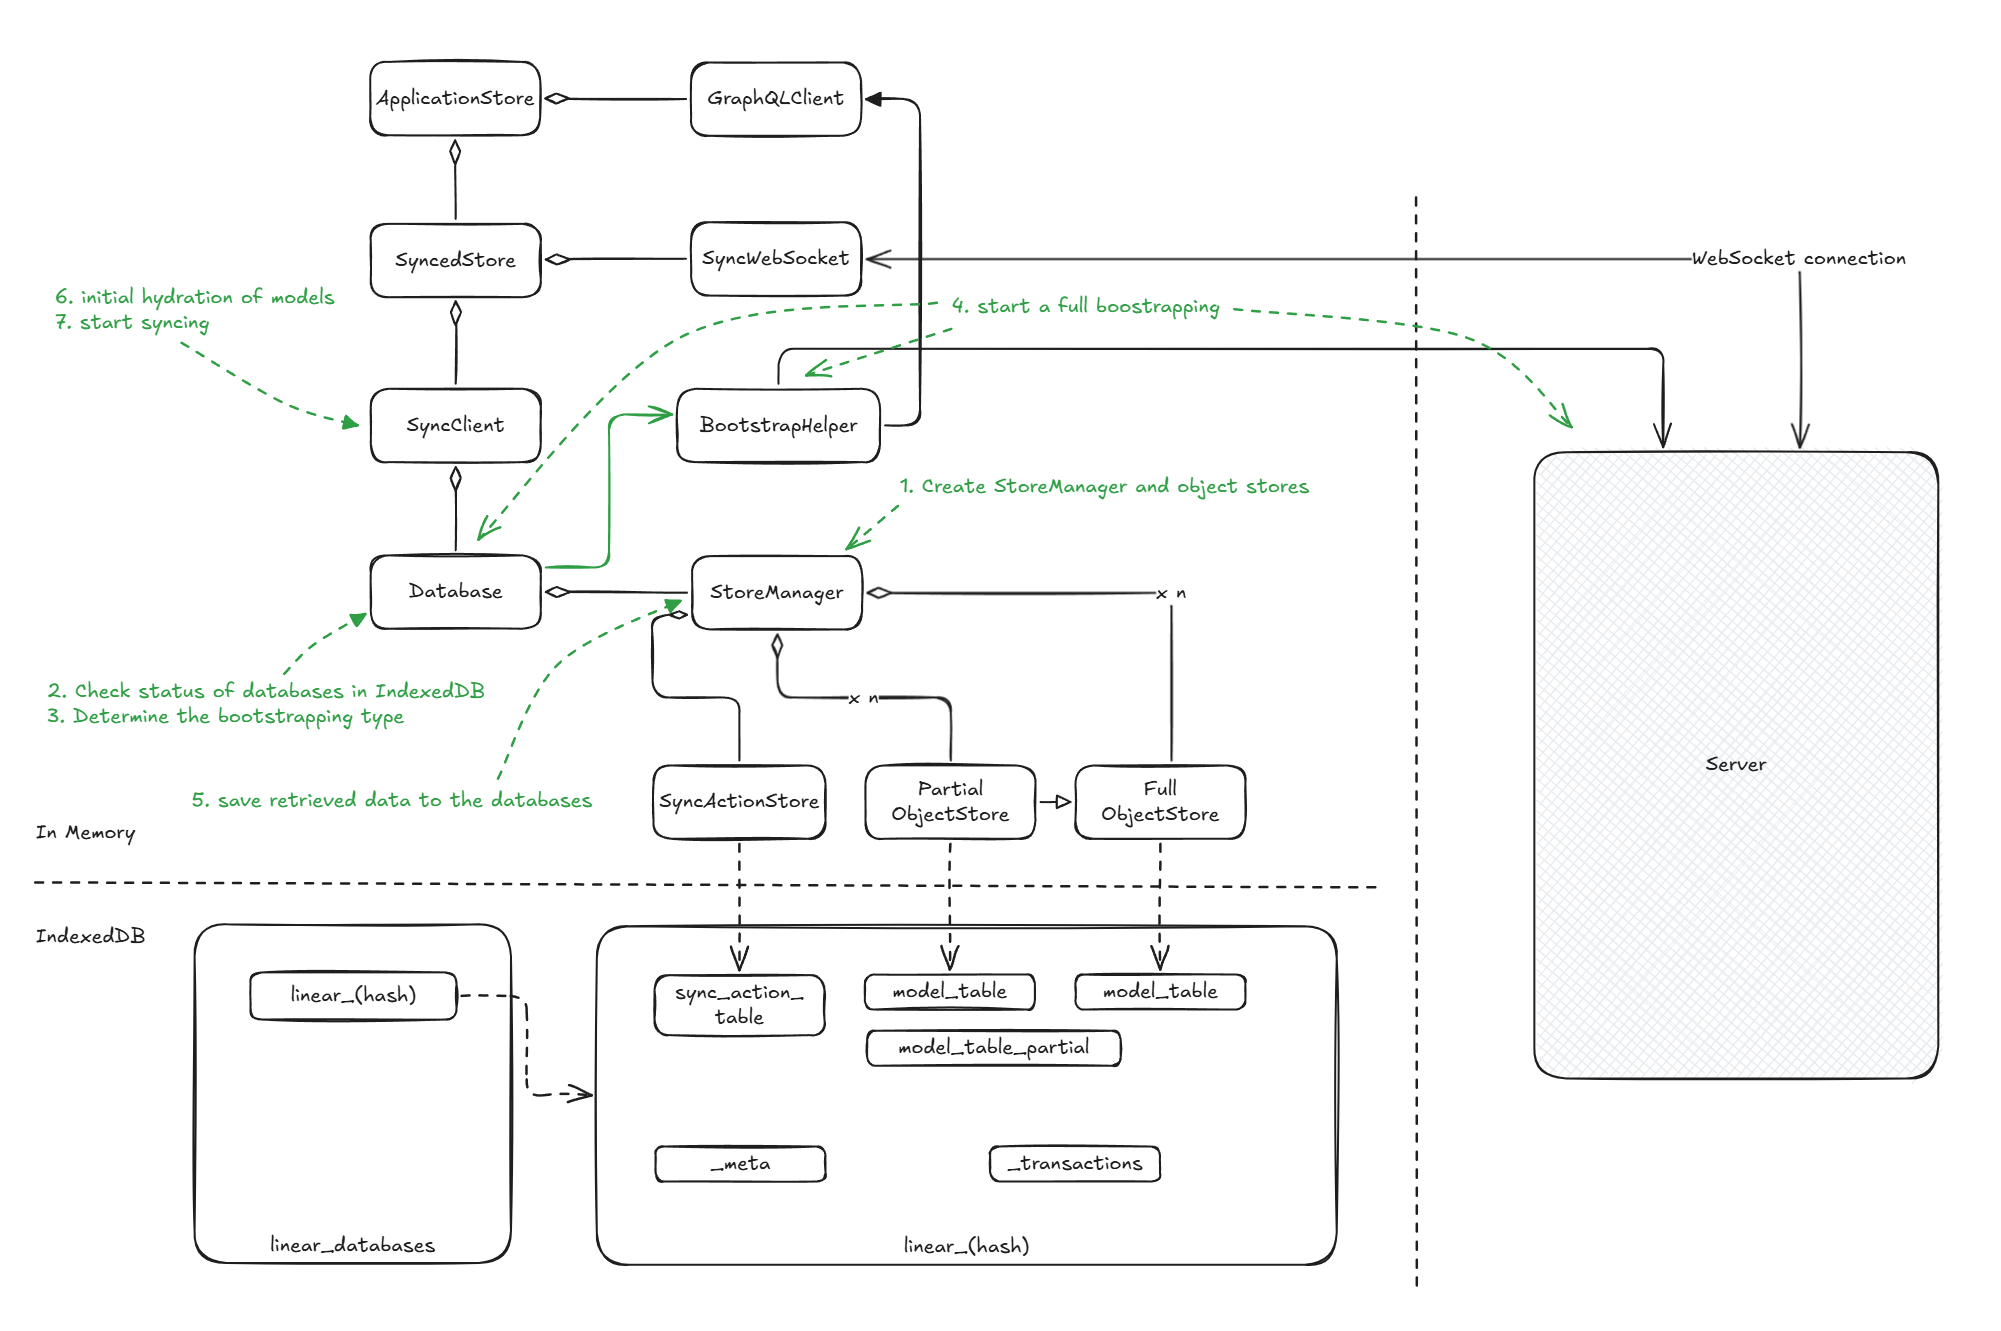 ApplicationStore
GraphQLClient
SyncedStore
SyncWebSocket
WebSocket connection
6. initial hydration of models
7. start syncing
4. start a full boostrapping
SyncClient
BootstrapHelper
1. Create StoreManager and object stores
Database
StoreManager
x n
2. Check status of databases in IndexedDB
3. Determine the bootstrapping type
x n
Server
5. save retrieved data to the databases
SyncActionStore
Partial
ObjectStore
Full
ObjectStore
In Memory
IndexedDB
linear_(hash)
sync_action_
table
model_table
model_table
model_table_partial
_meta
_transactions
linear_databases
linear_(hash)